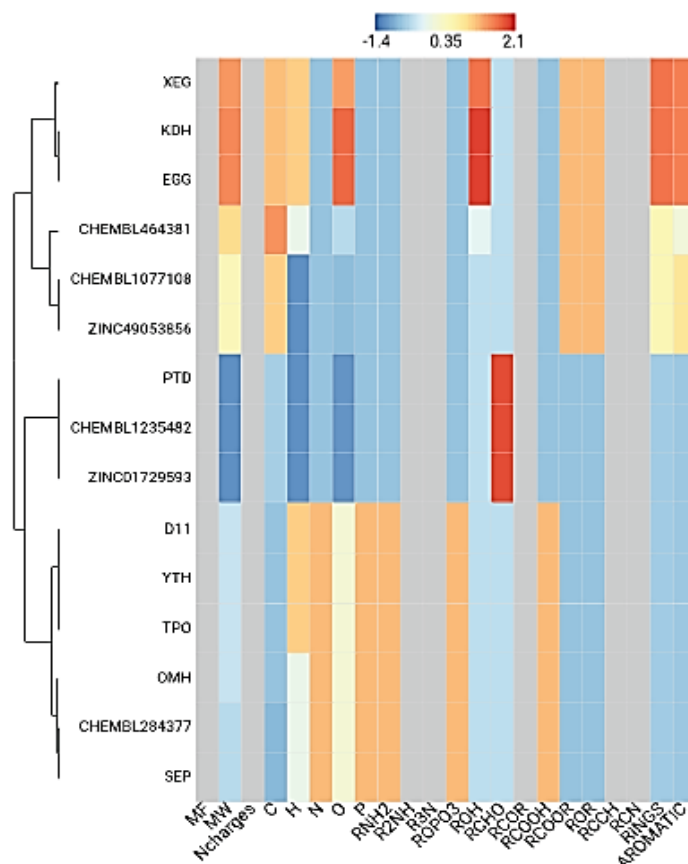 -1.4 0.35 2.1
XEG
KDH
EGG
CHEMBL464381
CHEMBL1077108
ZINC49053856
PTD
CHEMBL1235482
ZINC01729593
D11
YTH
TPO
OMH
CHEMBL284377
SEP
MF MW Ncharges C H N O P RNH2 R2NH R3N ROPO3 ROH RCHO RCOR RCOOH RCOOR ROR RCCH RCN RINGS AROMATIC